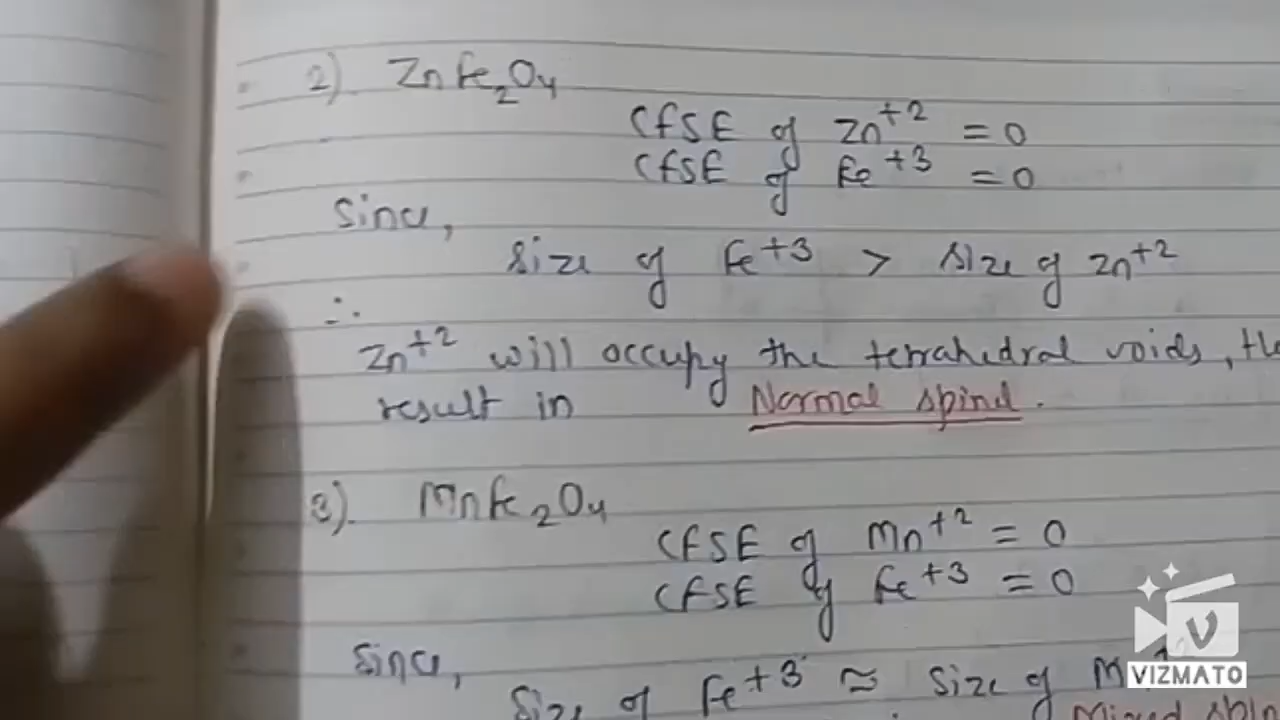 2) ZnFe2O4
CFSE of Zn+2 = 0
CFSE of Fe+3 = 0
Since,
Size of Fe+3 > Size of Zn+2
∴
Zn+2 will occupy the tetrahedral voids,
result in Normal spinel.
3). MnFe2O4
CFSE of Mn+2 = 0
CFSE of Fe+3 = 0
Since,
Size of Fe+3 ≈ Size of
Mixed
VIZMATO